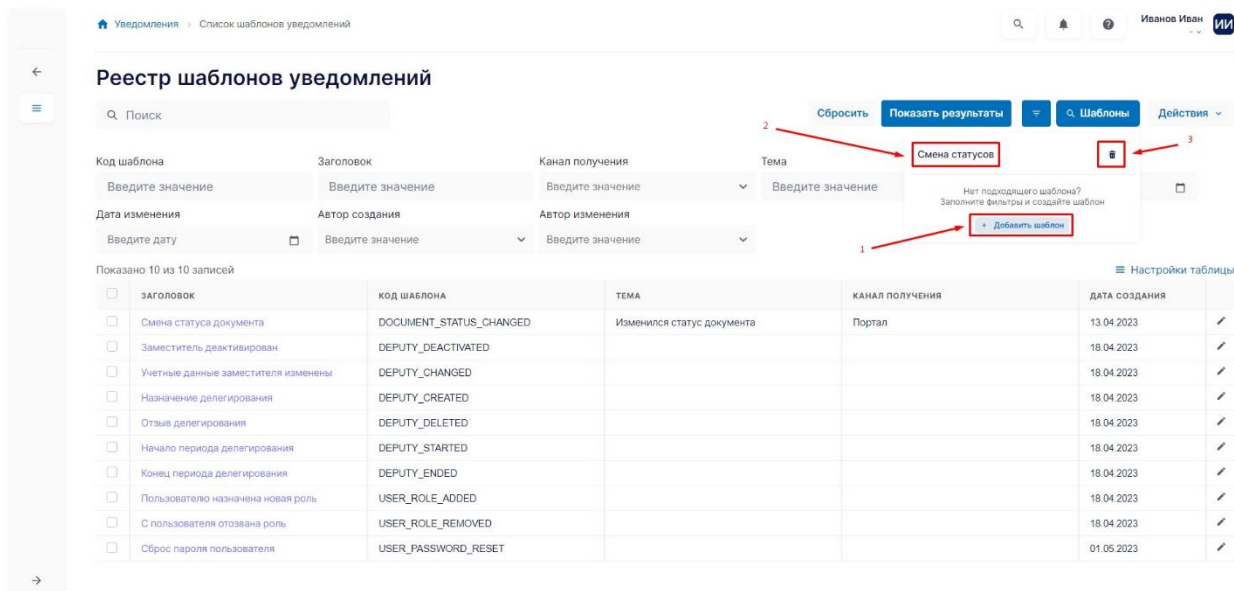 Уведомления > Список шаблонов уведомлений
Иванов Иван
ИИ
Реестр шаблонов уведомлений
Поиск
Сбросить Показать результаты Шаблоны Действия
2
3
Смена статусов
Код шаблона Заголовок Канал получения Тема
Введите значение Введите значение Введите значение Введите значение
Нет подходящего шаблона?
Заполните фильтры и создайте шаблон
+ Добавить шаблон
1
Дата изменения Автор создания Автор изменения
Введите дату Введите значение Введите значение
Показано 10 из 10 записей Настройки таблицы
ЗАГОЛОВОК КОД ШАБЛОНА ТЕМА КАНАЛ ПОЛУЧЕНИЯ ДАТА СОЗДАНИЯ
Смена статуса документа DOCUMENT_STATUS_CHANGED Изменился статус документа Портал 13.04.2023
Заместитель деактивирован DEPUTY_DEACTIVATED 18.04.2023
Учетные данные заместителя изменены DEPUTY_CHANGED 18.04.2023
Назначение делегирования DEPUTY_CREATED 18.04.2023
Отзыв делегирования DEPUTY_DELETED 18.04.2023
Начало периода делегирования DEPUTY_STARTED 18.04.2023
Конец периода делегирования DEPUTY_ENDED 18.04.2023
Пользователю назначена новая роль USER_ROLE_ADDED 18.04.2023
С пользователя отозвана роль USER_ROLE_REMOVED 18.04.2023
Сброс пароля пользователя USER_PASSWORD_RESET 01.05.2023